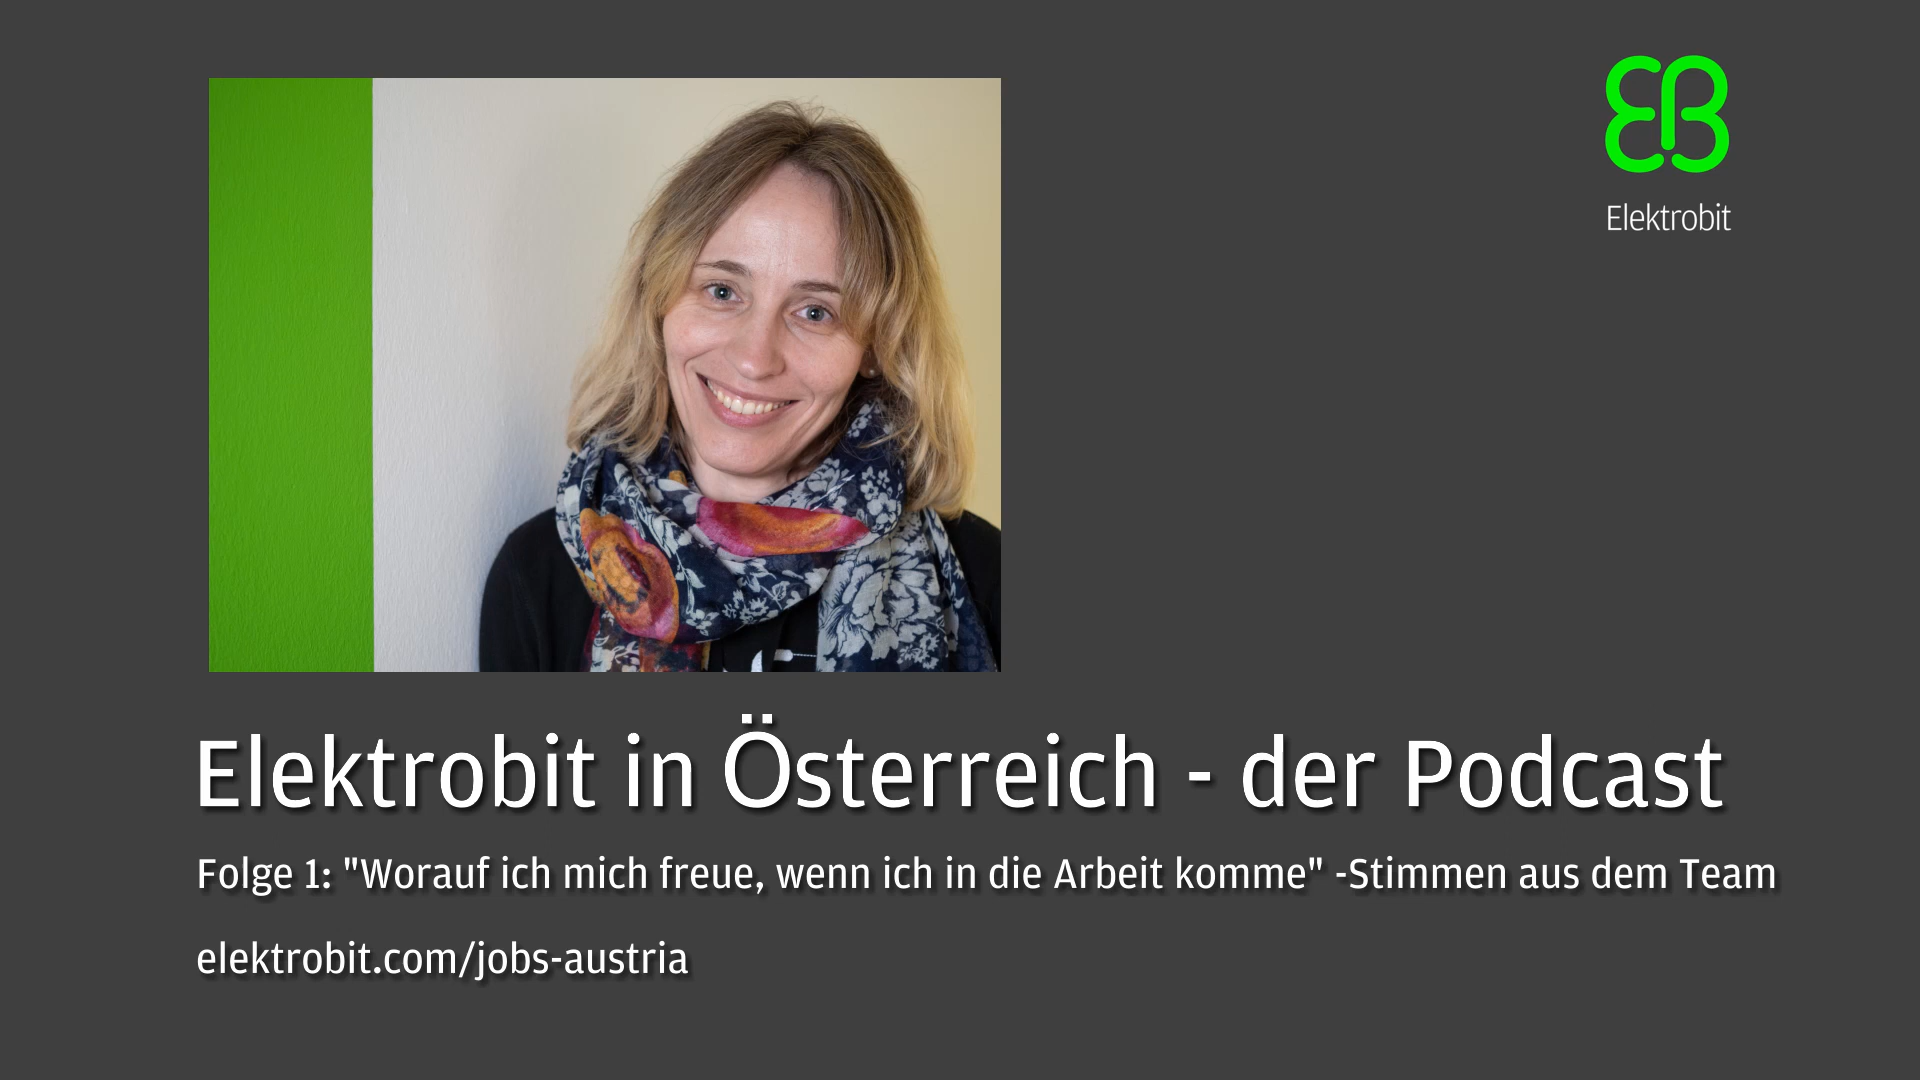 Elektrobit
Elektrobit in Österreich - der Podcast
Folge 1: "Worauf ich mich freue, wenn ich in die Arbeit komme" -Stimmen aus dem Team
elektrobit.com/jobs-austria